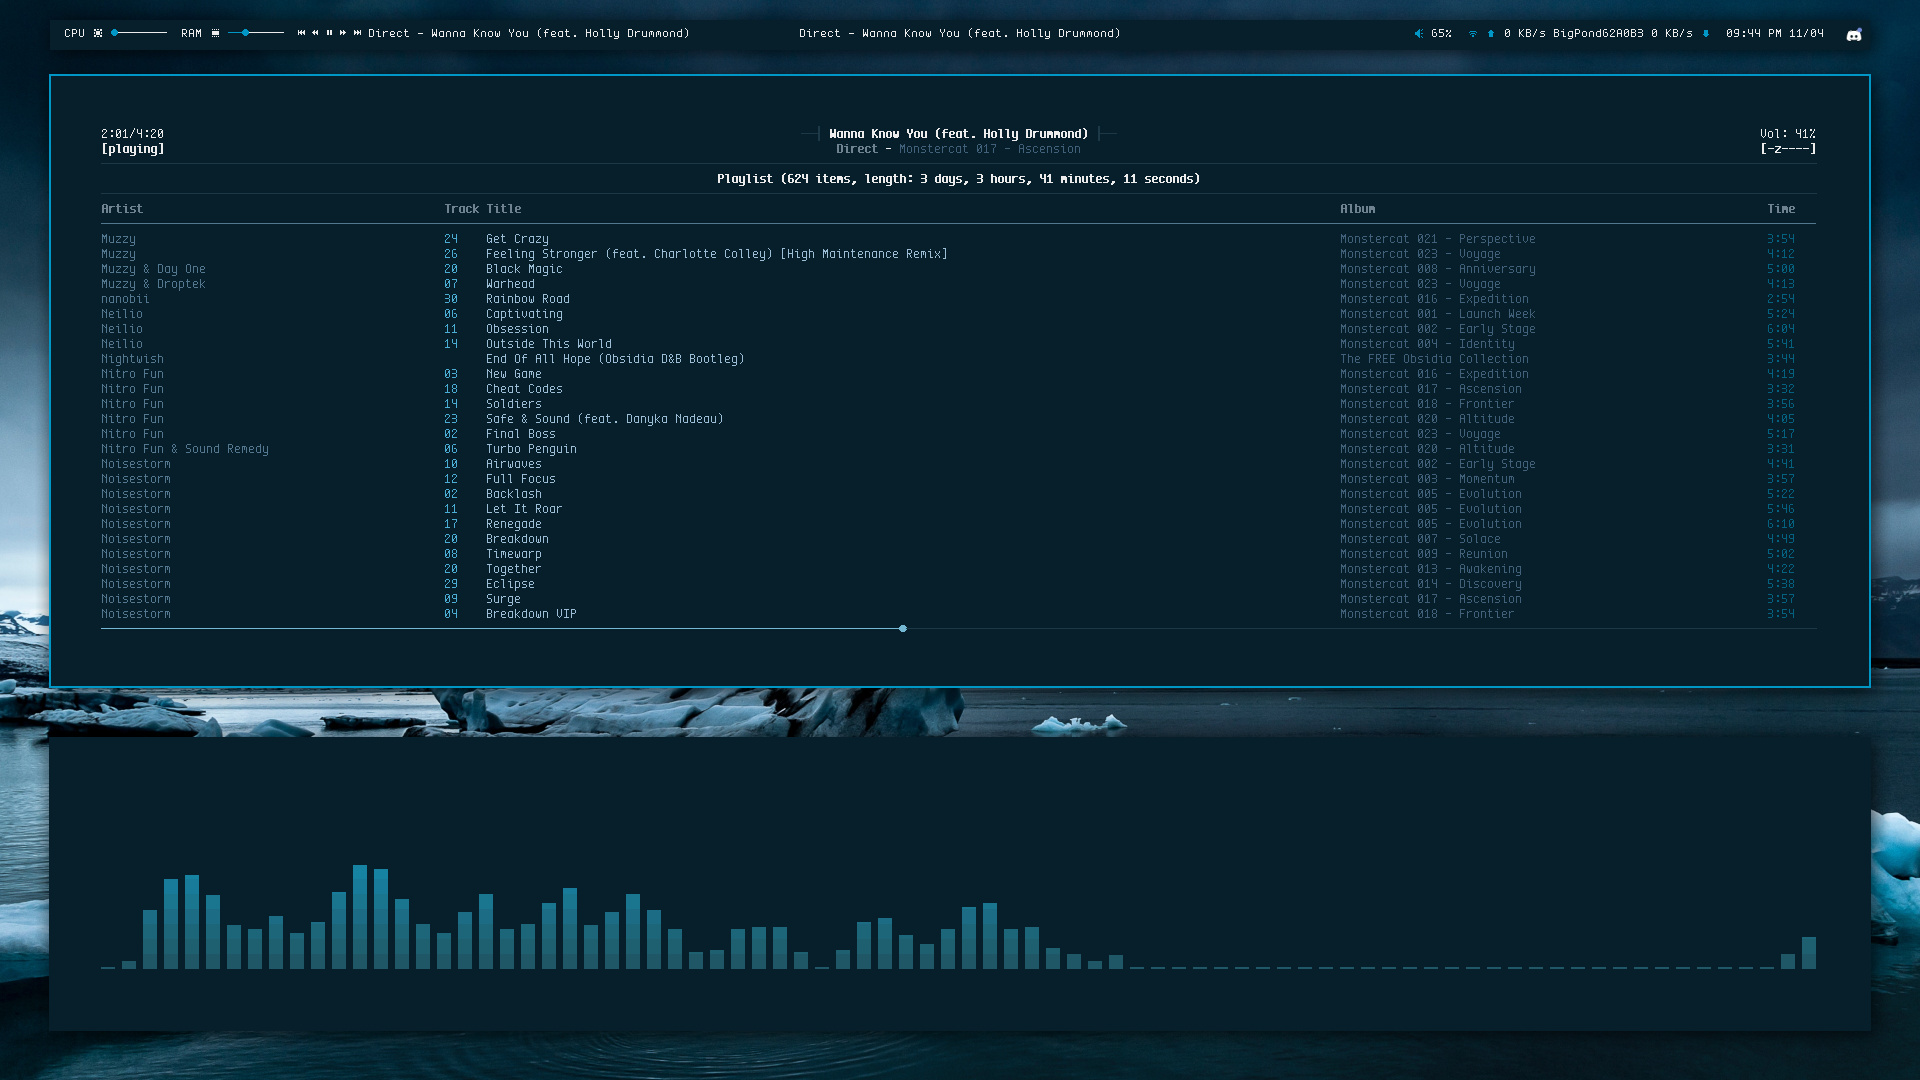 CPU RAM Direct - Wanna Know You (feat. Holly Drummond) Direct - Wanna Know You (feat. Holly Drummond) 65% 0 KB/s BigPond62A0B3 0 KB/s 09:44 PM 11/04
2:01/4:20 Wanna Know You (feat. Holly Drummond) Vol: 41%
[playing] Direct - Monstercat 017 - Ascension [-z----]
Playlist (624 items, length: 3 days, 3 hours, 41 minutes, 11 seconds)
Artist Track Title Album Time
Muzzy 24 Get Crazy Monstercat 021 - Perspective 3:54
Muzzy 26 Feeling Stronger (feat. Charlotte Colley) [High Maintenance Remix] Monstercat 023 - Voyage 4:12
Muzzy & Day One 20 Black Magic Monstercat 008 - Anniversary 5:00
Muzzy & Droptek 07 Warhead Monstercat 023 - Voyage 4:13
nanobii 30 Rainbow Road Monstercat 016 - Expedition 2:54
Neilio 06 Captivating Monstercat 001 - Launch Week 5:24
Neilio 11 Obsession Monstercat 002 - Early Stage 6:04
Neilio 14 Outside This World Monstercat 004 - Identity 5:41
Nightwish End Of All Hope (Obsidia D&B Bootleg) The FREE Obsidia Collection 3:44
Nitro Fun 03 New Game Monstercat 016 - Expedition 4:19
Nitro Fun 18 Cheat Codes Monstercat 017 - Ascension 3:32
Nitro Fun 14 Soldiers Monstercat 018 - Frontier 3:56
Nitro Fun 23 Safe & Sound (feat. Danyka Nadeau) Monstercat 020 - Altitude 4:05
Nitro Fun 02 Final Boss Monstercat 023 - Voyage 5:17
Nitro Fun & Sound Remedy 06 Turbo Penguin Monstercat 020 - Altitude 3:31
Noisestorm 10 Airwaves Monstercat 002 - Early Stage 4:41
Noisestorm 12 Full Focus Monstercat 003 - Momentum 3:57
Noisestorm 02 Backlash Monstercat 005 - Evolution 5:22
Noisestorm 11 Let It Roar Monstercat 005 - Evolution 5:46
Noisestorm 17 Renegade Monstercat 005 - Evolution 6:10
Noisestorm 20 Breakdown Monstercat 007 - Solace 4:49
Noisestorm 08 Timewarp Monstercat 009 - Reunion 5:02
Noisestorm 20 Together Monstercat 013 - Awakening 4:22
Noisestorm 29 Eclipse Monstercat 014 - Discovery 5:38
Noisestorm 09 Surge Monstercat 017 - Ascension 3:57
Noisestorm 04 Breakdown VIP Monstercat 018 - Frontier 3:54